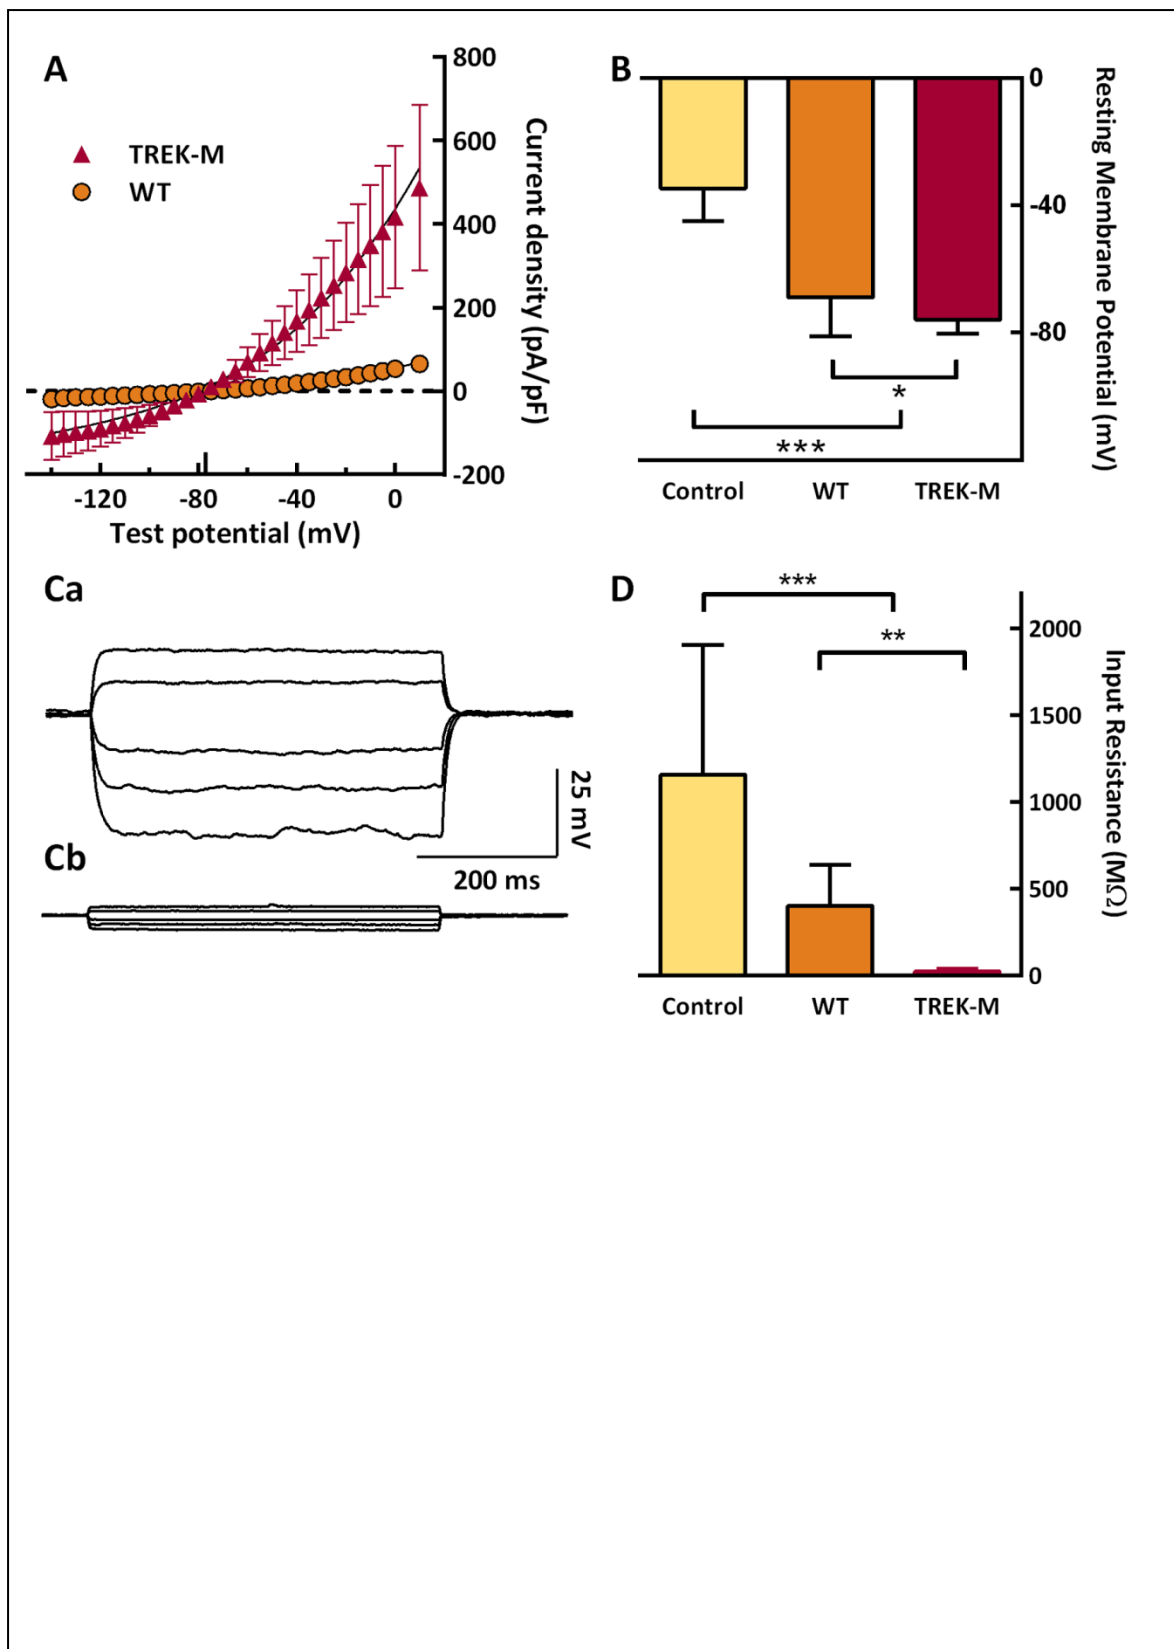 A
800
600
400
200
0
-200
Current density (pA/pF)
TREK-M
WT
-120
-80
-40
0
Test potential (mV)
B
0
-40
-80
Resting Membrane Potential (mV)
*
***
Control
WT
TREK-M
Ca
25 mV
200 ms
Cb
D
***
**
2000
1500
1000
500
0
Input Resistance (MΩ)
Control
WT
TREK-M